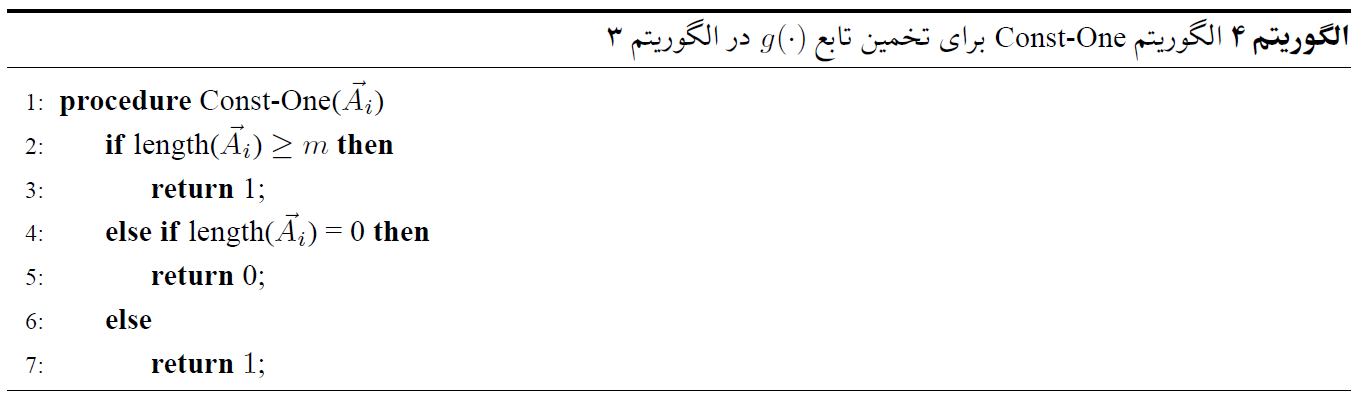 الگوریتم ۴ الگوریتم Const-One برای تخمین تابع g(·) در الگوریتم ۳
1: procedure Const-One(A⃗ᵢ)
2: if length(A⃗ᵢ) ≥ m then
3: return 1;
4: else if length(A⃗ᵢ) = 0 then
5: return 0;
6: else
7: return 1;